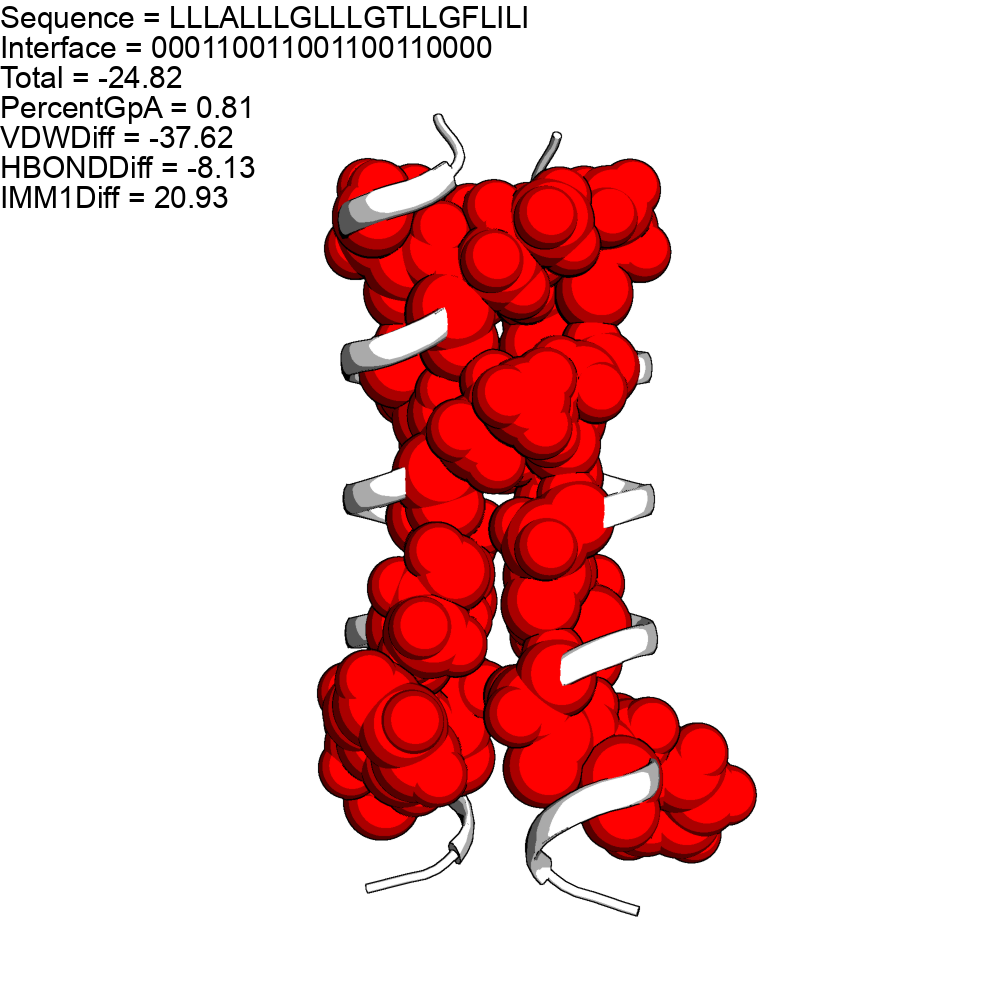 Sequence = LLLALLLGLLLGTLLGFLILI
Interface = 000110011001100110000
Total = -24.82
PercentGpA = 0.81
VDWDiff = -37.62
HBONDDiff = -8.13
IMM1Diff = 20.93